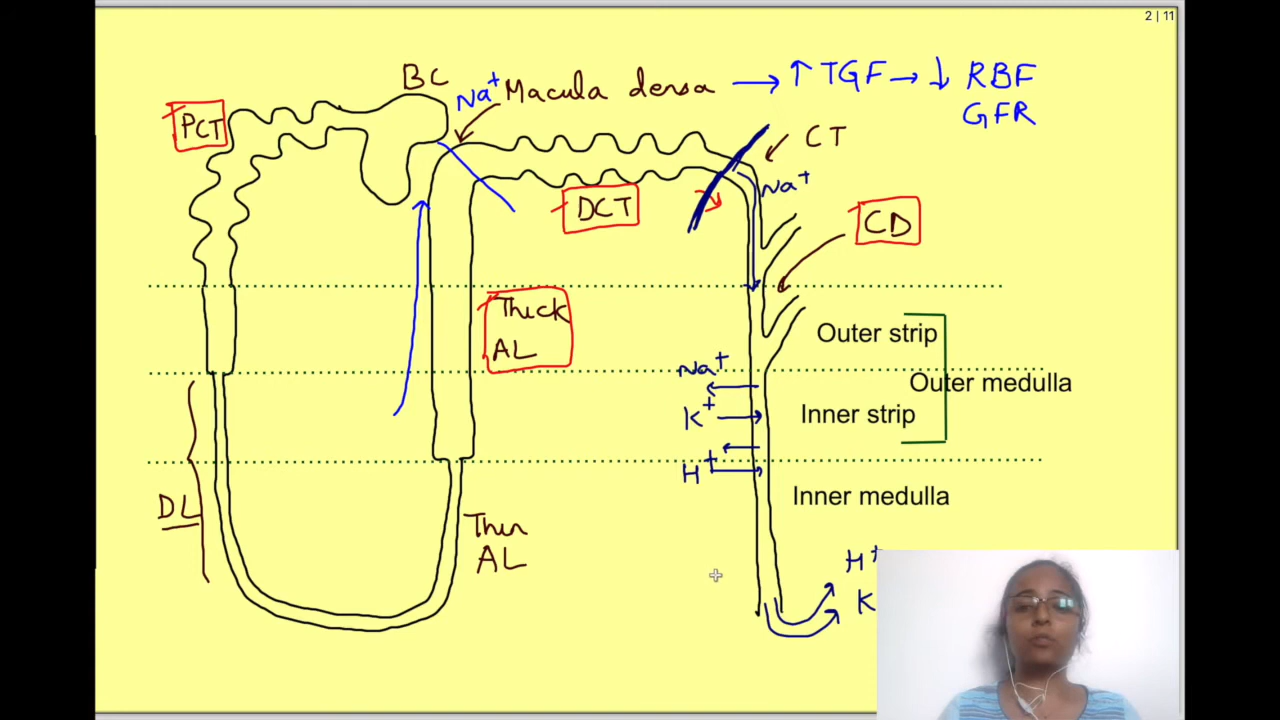 2 | 11
BC
Na⁺ Macula densa → ↑ TGF → ↓ RBF
GFR
PCT
CT
Na⁺
DCT
CD
Thick
AL
Outer strip
Outer medulla
Na⁺
K⁺
Inner strip
H⁺
Inner medulla
DL
Thin
AL
H⁺
K